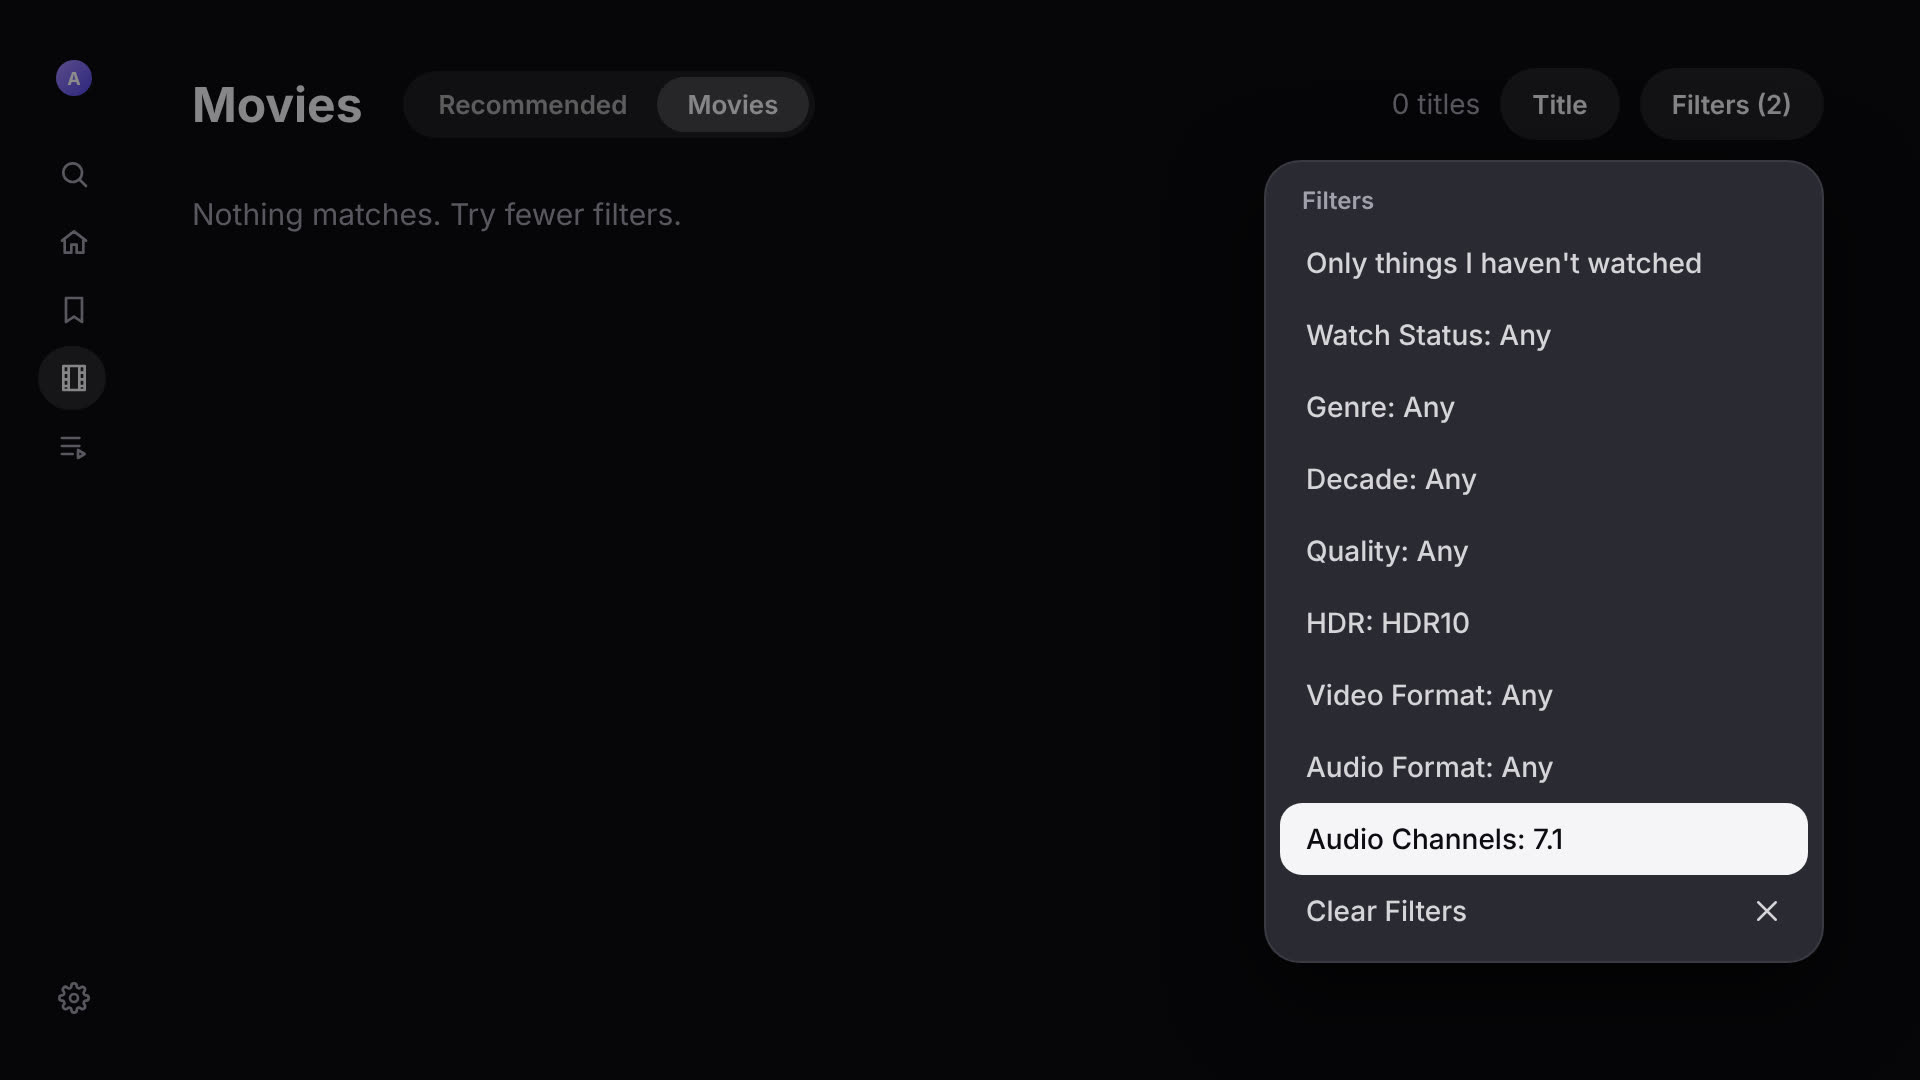 A
Movies
Recommended
Movies
0 titles
Title
Filters (2)
Nothing matches. Try fewer filters.
Filters
Only things I haven't watched
Watch Status: Any
Genre: Any
Decade: Any
Quality: Any
HDR: HDR10
Video Format: Any
Audio Format: Any
Audio Channels: 7.1
Clear Filters